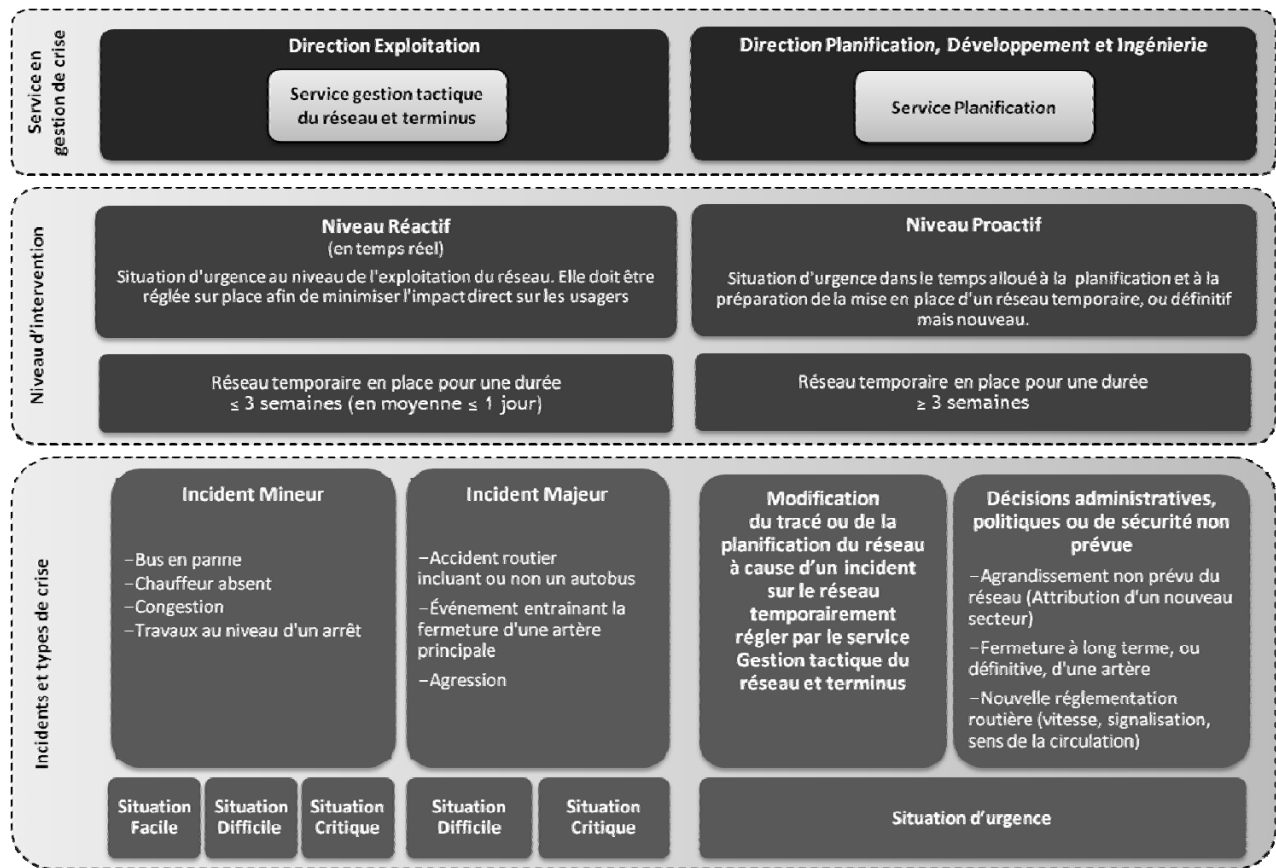 Service en
gestion de crise
Direction Exploitation
Service gestion tactique
du réseau et terminus
Direction Planification, Développement et Ingénierie
Service Planification
Niveau d'intervention
Niveau Réactif
(en temps réel)
Situation d'urgence au niveau de l'exploitation du réseau. Elle doit être
réglée sur place afin de minimiser l'impact direct sur les usagers
Niveau Proactif
Situation d'urgence dans le temps alloué à la planification et à la
préparation de la mise en place d'un réseau temporaire, ou définitif
mais nouveau.
Réseau temporaire en place pour une durée
≤ 3 semaines (en moyenne ≤ 1 jour)
Réseau temporaire en place pour une durée
≥ 3 semaines
Incidents et types de crise
Incident Mineur
–Bus en panne
–Chauffeur absent
–Congestion
–Travaux au niveau d'un arrêt
Incident Majeur
–Accident routier
incluant ou non un autobus
–Événement entraînant la
fermeture d'une artère
principale
–Agression
Modification
du tracé ou de la
planification du réseau
à cause d'un incident
sur le réseau
temporairement
régler par le service
Gestion tactique du
réseau et terminus
Décisions administratives,
politiques ou de sécurité non
prévue
–Agrandissement non prévu du
réseau (Attribution d'un nouveau
secteur)
–Fermeture à long terme, ou
définitive, d'une artère
–Nouvelle réglementation
routière (vitesse, signalisation,
sens de la circulation)
Situation
Facile
Situation
Difficile
Situation
Critique
Situation
Difficile
Situation
Critique
Situation d'urgence